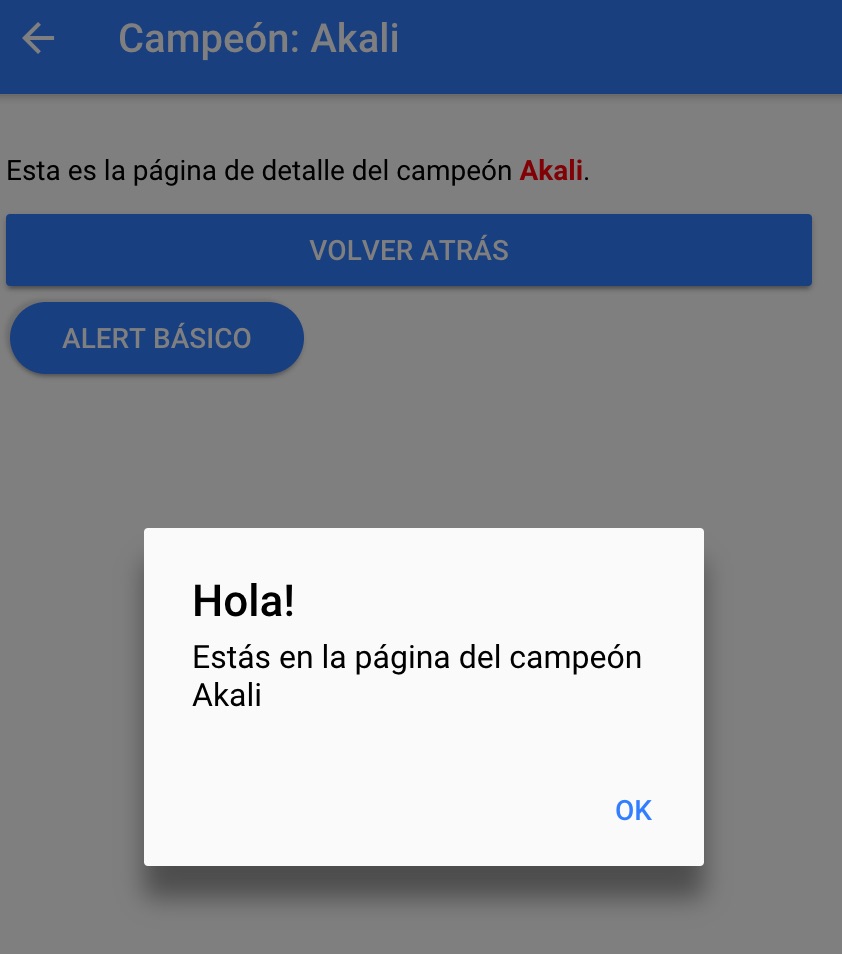 Campeón: Akali
Esta es la página de detalle del campeón Akali.
VOLVER ATRÁS
ALERT BÁSICO
Hola!
Estás en la página del campeón
Akali
OK